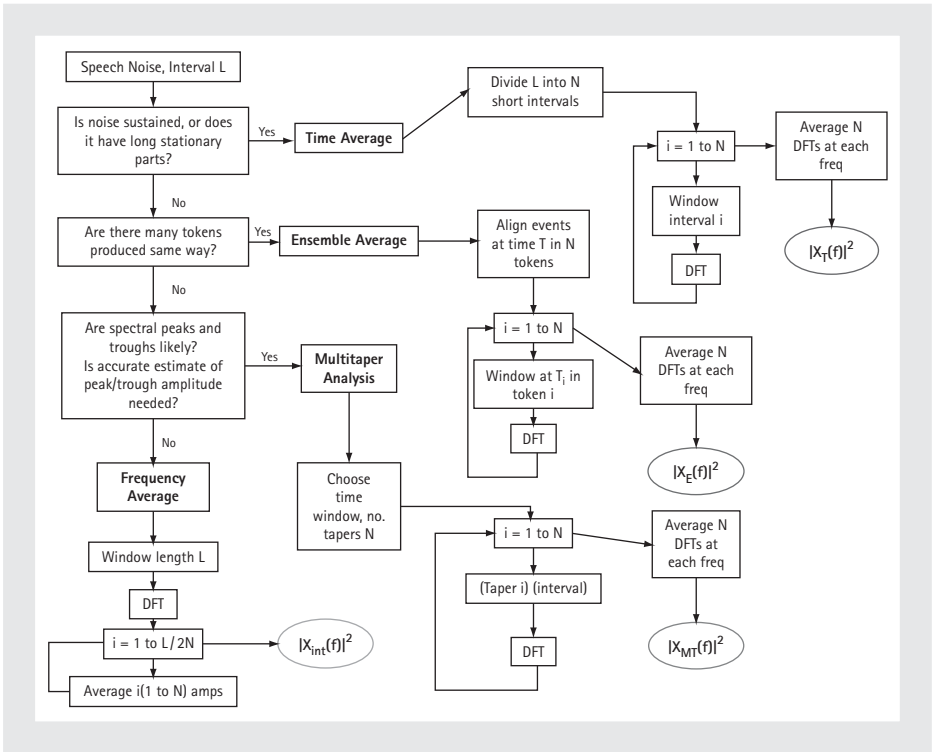 Speech Noise, Interval L
Is noise sustained, or does
it have long stationary
parts?
Yes
Time Average
Divide L into N
short intervals
i = 1 to N
Window
interval i
DFT
Average N
DFTs at each
freq
|X_T(f)|²
No
Are there many tokens
produced same way?
Yes
Ensemble Average
Align events
at time T in N
tokens
i = 1 to N
Window at T_i in
token i
DFT
Average N
DFTs at each
freq
|X_E(f)|²
No
Are spectral peaks and
troughs likely?
Is accurate estimate of
peak/trough amplitude
needed?
Yes
Multitaper
Analysis
Choose
time
window, no.
tapers N
i = 1 to N
(Taper i) (interval)
DFT
Average N
DFTs at
each freq
|X_MT(f)|²
No
Frequency
Average
Window length L
DFT
i = 1 to L/2N
|X_int(f)|²
Average i(1 to N) amps